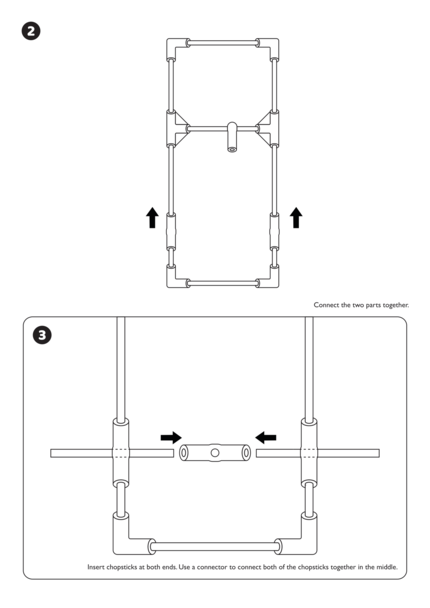 2
Connect the two parts together.
3
Insert chopsticks at both ends. Use a connector to connect both of the chopsticks together in the middle.